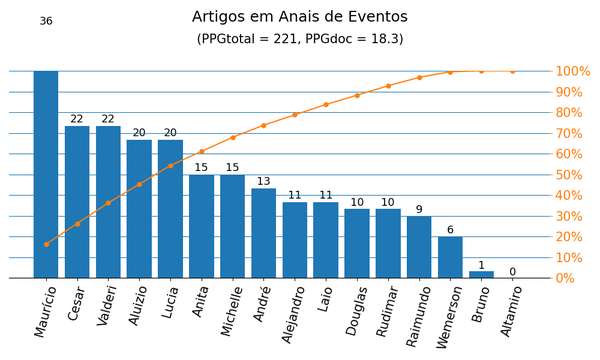 Artigos em Anais de Eventos
(PPGtotal = 221, PPGdoc = 18.3)
36
22
22
20
20
15
15
13
11
11
10
10
9
6
1
0
100%
90%
80%
70%
60%
50%
40%
30%
20%
10%
0%
Maurício
Cesar
Valderi
Aluizio
Lucia
Anita
Michelle
André
Alejandro
Laio
Douglas
Rudimar
Raimundo
Wemerson
Bruno
Altamiro